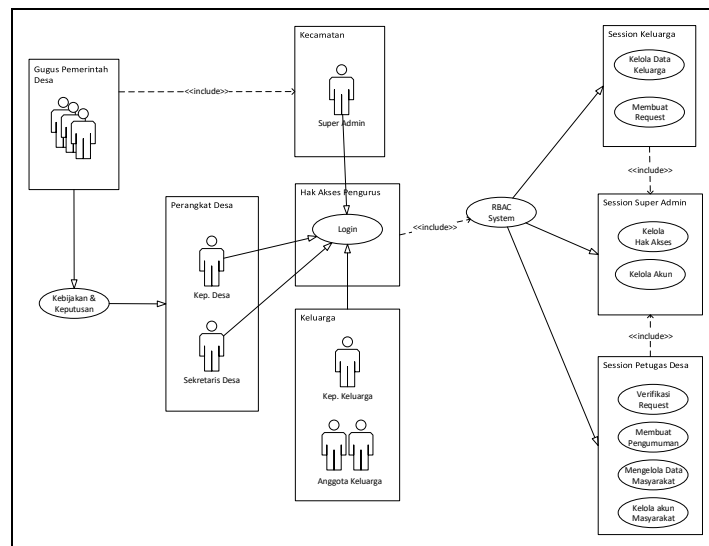 Gugus Pemerintah
Desa
<<include>>
Kecamatan
Super Admin
Perangkat Desa
Kep. Desa
Sekretaris Desa
Kebijakan &
Keputusan
Hak Akses Pengurus
Login
<<include>>
Keluarga
Kep. Keluarga
Anggota Keluarga
RBAC
System
Session Keluarga
Kelola Data
Keluarga
Membuat
Request
<<include>>
Session Super Admin
Kelola
Hak Akses
Kelola Akun
<<include>>
Session Petugas Desa
Verifikasi
Request
Membuat
Pengumuman
Mengelola Data
Masyarakat
Kelola akun
Masyarakat